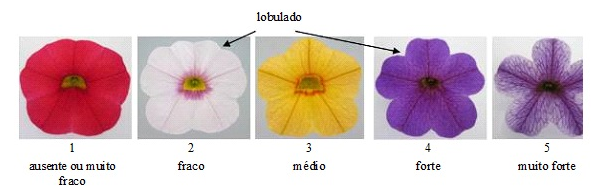 lobulado
1 2 3 4 5
ausente ou muito fraco médio forte muito forte
fraco